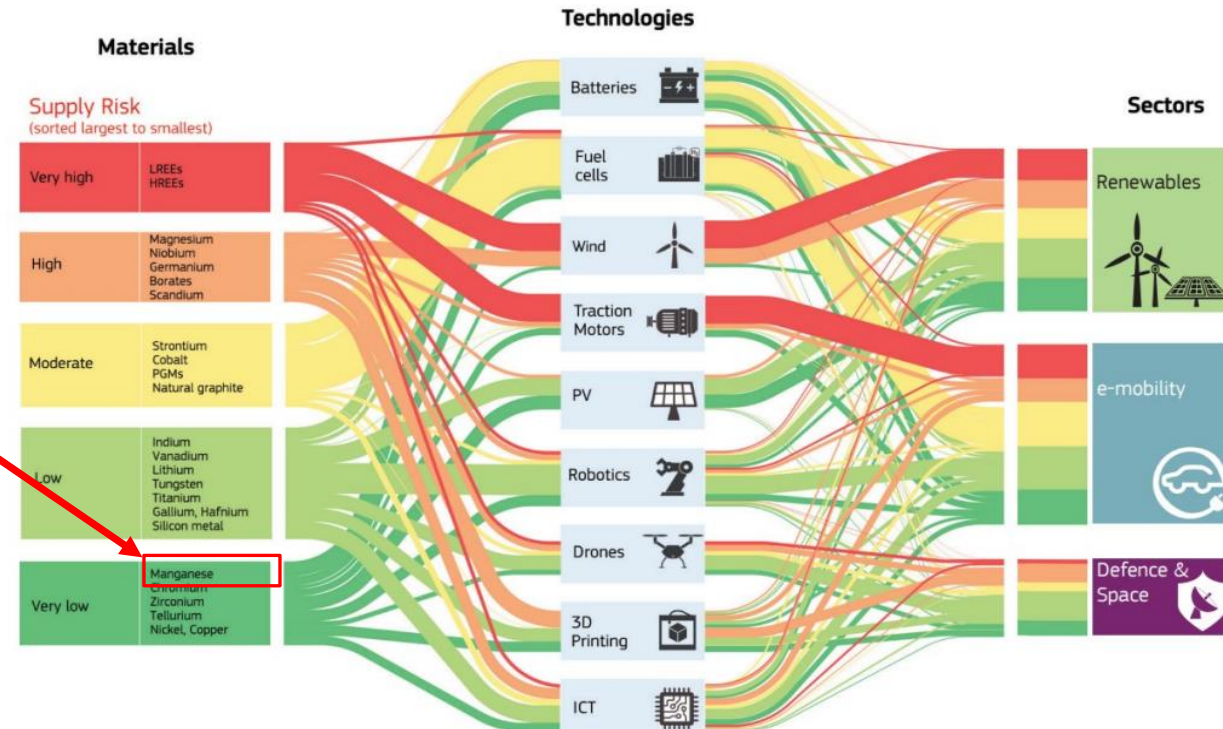 Technologies
Materials
Supply Risk
(sorted largest to smallest)
Very high
LREEs
HREEs
High
Magnesium
Niobium
Germanium
Borates
Scandium
Moderate
Strontium
Cobalt
PGMs
Natural graphite
Low
Indium
Vanadium
Lithium
Tungsten
Titanium
Gallium, Hafnium
Silicon metal
Very low
Manganese
Chromium
Zirconium
Tellurium
Nickel, Copper
Batteries
Fuel
cells
Wind
Traction
Motors
PV
Robotics
Drones
3D
Printing
ICT
Sectors
Renewables
e-mobility
Defence &
Space